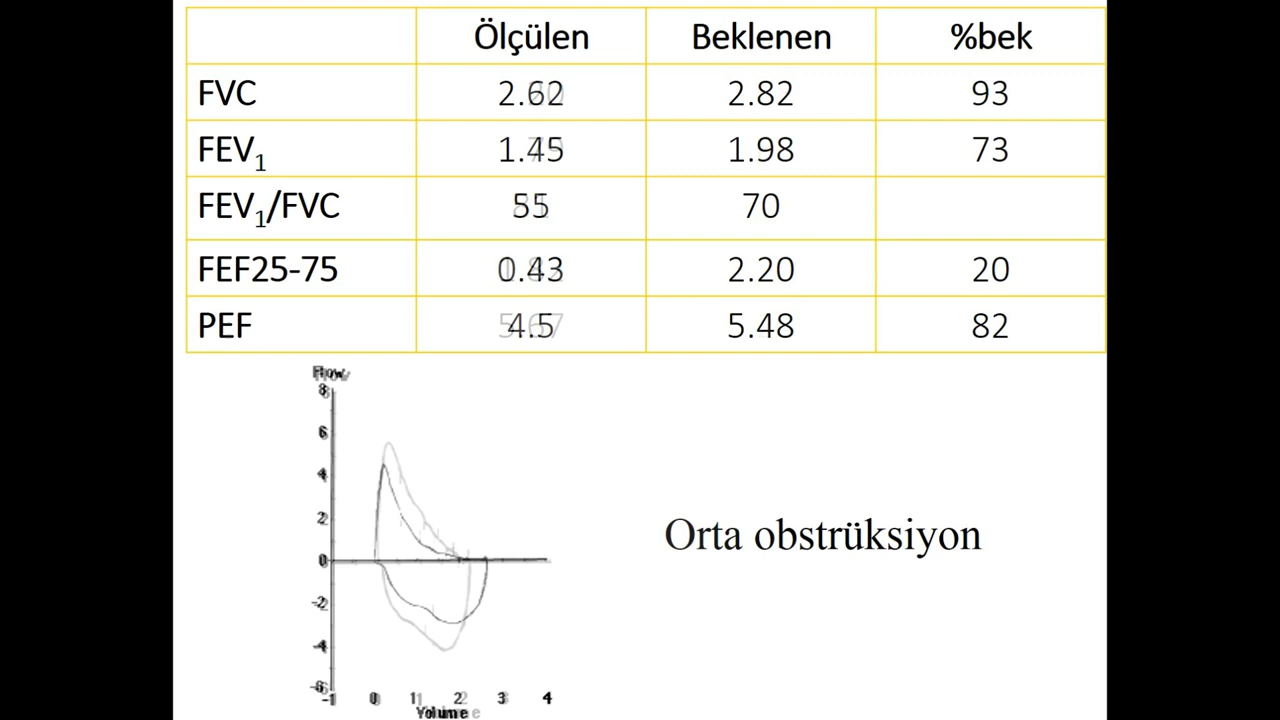 Ölçülen Beklenen %bek
FVC 2.62 2.82 93
FEV1 1.45 1.98 73
FEV1/FVC 55 70
FEF25-75 0.43 2.20 20
PEF 4.5 5.48 82
Flow
8
6
4
2
0
-2
-4
-6
-1 0 1 2 3 4
Volume
Orta obstrüksiyon